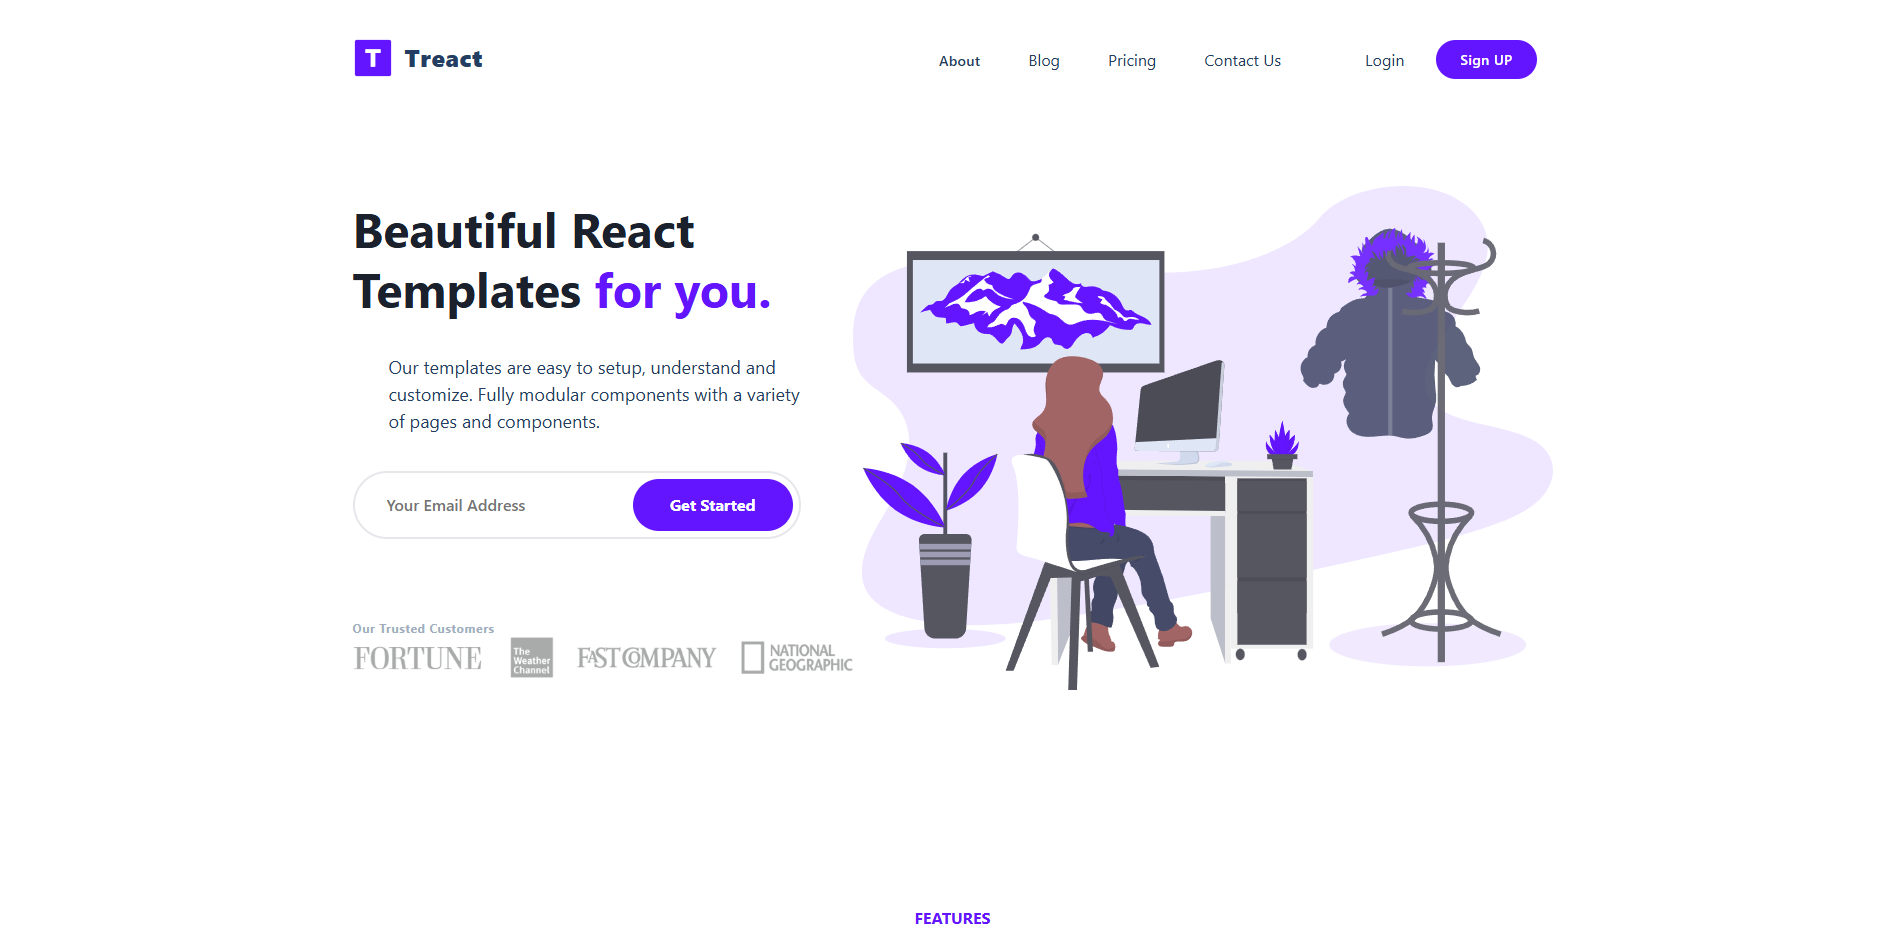 T Treact
About Blog Pricing Contact Us Login Sign UP
Beautiful React
Templates for you.
Our templates are easy to setup, understand and
customize. Fully modular components with a variety
of pages and components.
Your Email Address Get Started
Our Trusted Customers
FORTUNE
The
Weather
Channel
FAST COMPANY
NATIONAL
GEOGRAPHIC
FEATURES